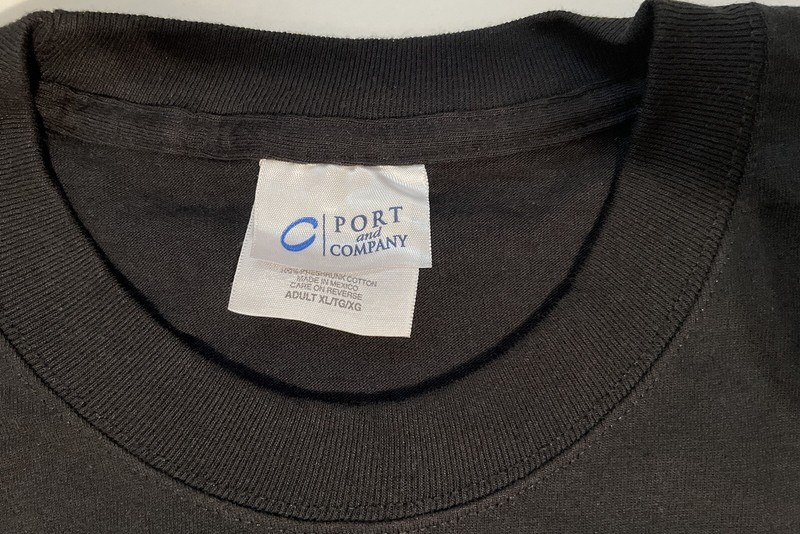 PORT
and
COMPANY
100% PRESHRUNK COTTON
MADE IN MEXICO
CARE ON REVERSE
ADULT XL/TG/XG